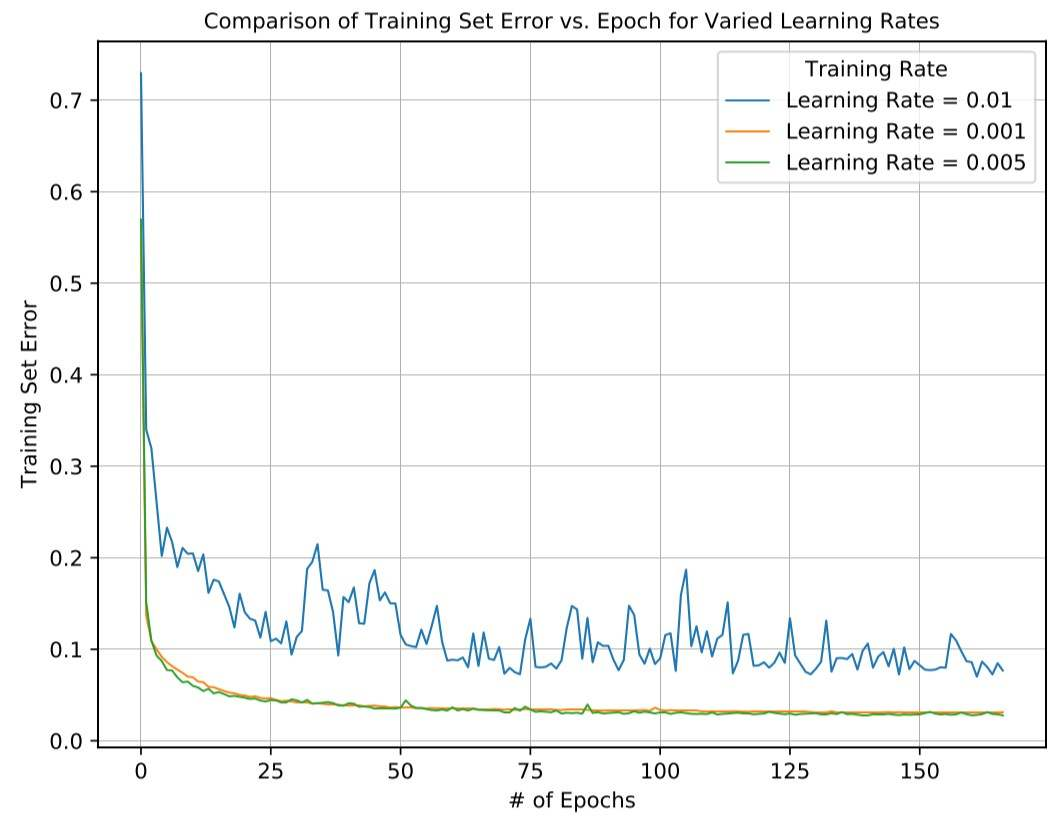 Comparison of Training Set Error vs. Epoch for Varied Learning Rates
Training Rate
Learning Rate = 0.01
Learning Rate = 0.001
Learning Rate = 0.005
Training Set Error
0.7
0.6
0.5
0.4
0.3
0.2
0.1
0.0
0
25
50
75
100
125
150
# of Epochs